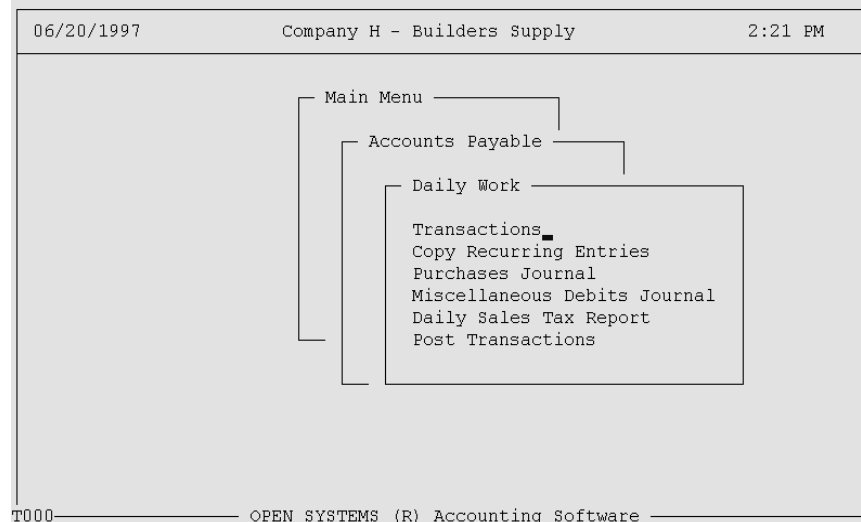 06/20/1997 Company H - Builders Supply 2:21 PM
Main Menu
Accounts Payable
Daily Work
Transactions
Copy Recurring Entries
Purchases Journal
Miscellaneous Debits Journal
Daily Sales Tax Report
Post Transactions
T000 OPEN SYSTEMS (R) Accounting Software